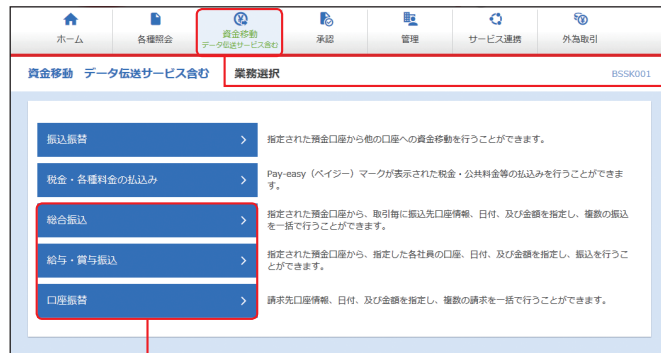 ホーム 各種照会 資金移動 承認 管理 サービス連携 外為取引
データ伝送サービス含む
資金移動 データ伝送サービス含む 業務選択 BSSK001
振込振替 指定された預金口座から他の口座への資金移動を行うことができます。
税金・各種料金の払込み Pay-easy（ペイジー）マークが表示された税金・公共料金等の払込みを行うことができま
す。
総合振込 指定された預金口座から、取引毎に振込先口座情報、日付、及び金額を指定し、複数の振込
を一括で行うことができます。
給与・賞与振込 指定された預金口座から、指定した各社員の口座、日付、及び金額を指定し、振込を行うこ
とができます。
口座振替 請求先口座情報、日付、及び金額を指定し、複数の請求を一括で行うことができます。